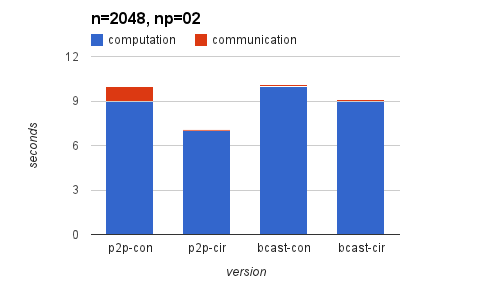 n=2048, np=02
computation communication
12
9
6
3
0
seconds
p2p-con p2p-cir bcast-con bcast-cir
version